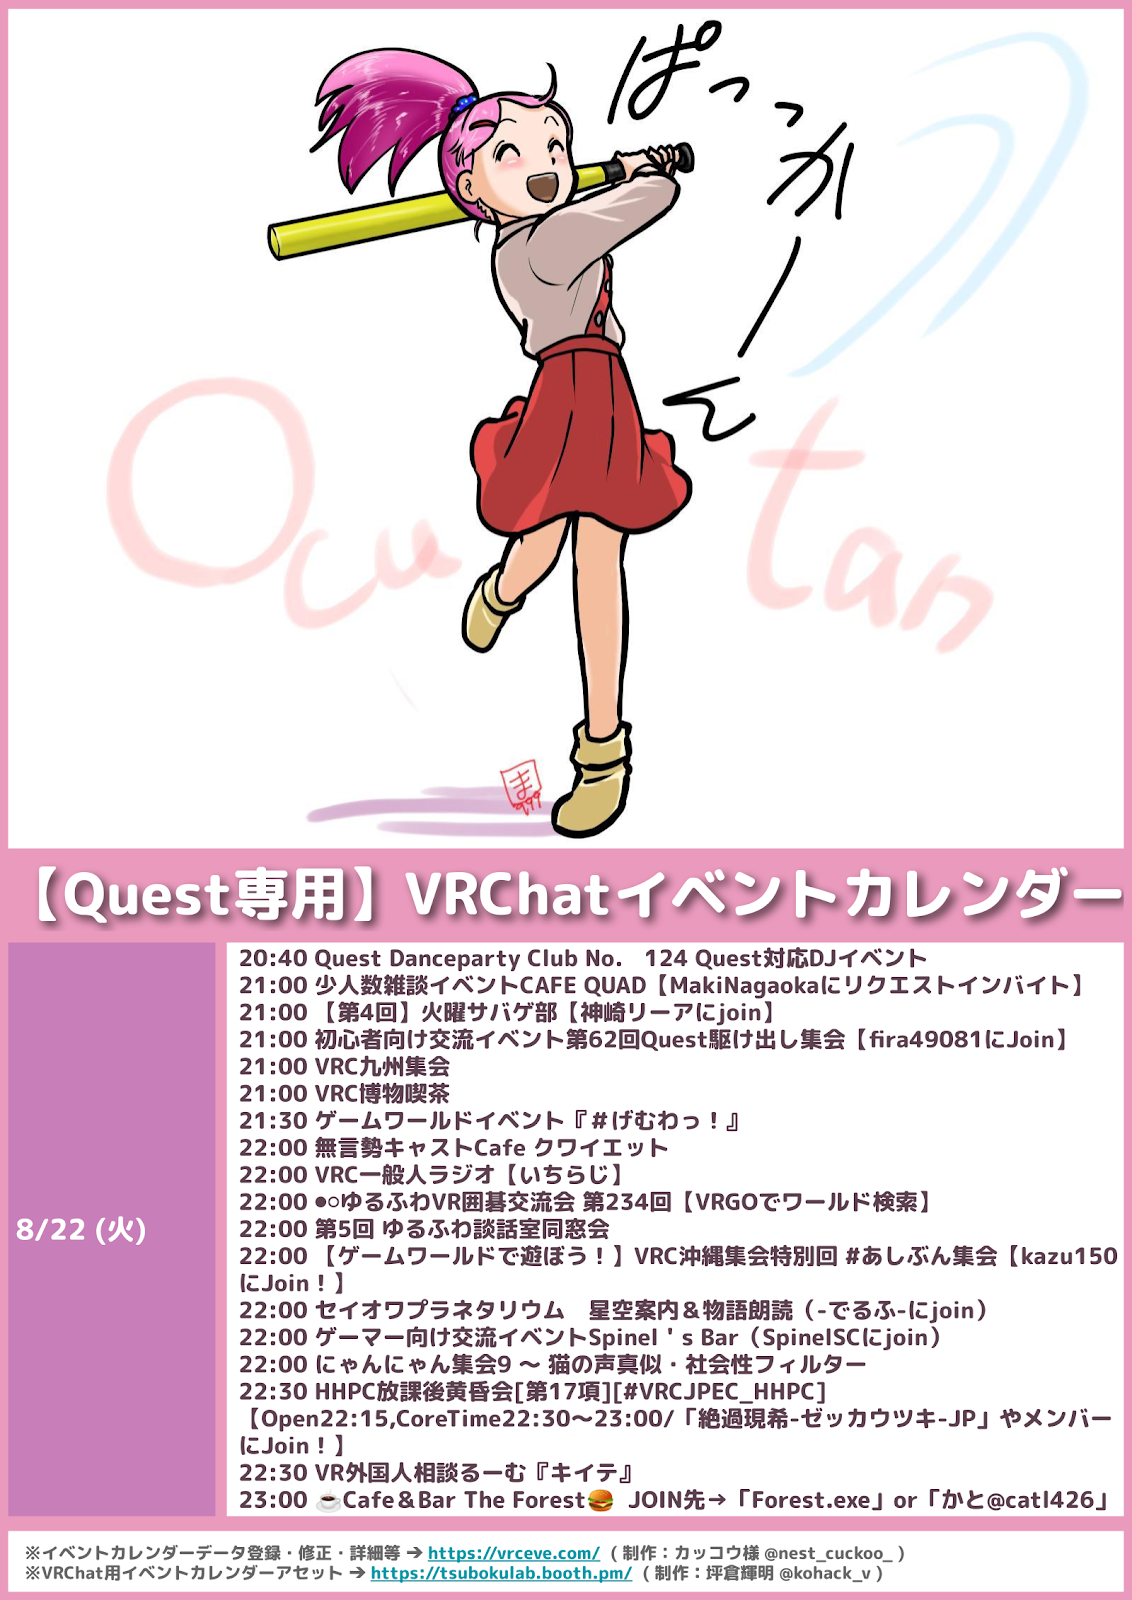 ぱっっかーん
Ocu tan
ま
999
【Quest専用】VRChatイベントカレンダー
8/22 (火)
20:40 Quest Danceparty Club No.　124 Quest対応DJイベント
21:00 少人数雑談イベントCAFE QUAD【MakiNagaokaにリクエストインバイト】
21:00 【第4回】火曜サバゲ部【神崎リーアにjoin】
21:00 初心者向け交流イベント第62回Quest駆け出し集会【fira49081にJoin】
21:00 VRC九州集会
21:00 VRC博物喫茶
21:30 ゲームワールドイベント『＃げむわっ！』
22:00 無言勢キャストCafe クワイエット
22:00 VRC一般人ラジオ【いちらじ】
22:00 ●○ゆるふわVR囲碁交流会 第234回【VRGOでワールド検索】
22:00 第5回 ゆるふわ談話室同窓会
22:00 【ゲームワールドで遊ぼう！】VRC沖縄集会特別回 #あしぶん集会【kazu150
にJoin！】
22:00 セイオワプラネタリウム　星空案内＆物語朗読（-でるふ-にjoin）
22:00 ゲーマー向け交流イベントSpinel＇s Bar（SpinelSCにjoin）
22:00 にゃんにゃん集会9 〜 猫の声真似・社会性フィルター
22:30 HHPC放課後黄昏会[第17項][#VRCJPEC_HHPC]
【Open22:15,CoreTime22:30〜23:00/「絶過現希-ゼッカウツキ-JP」やメンバー
にJoin！】
22:30 VR外国人相談るーむ『キイテ』
23:00 ☕Cafe＆Bar The Forest🍔 JOIN先→「Forest.exe」or「かと@catl426」
※イベントカレンダーデータ登録・修正・詳細等 ➔ https://vrceve.com/ （ 制作：カッコウ様 @nest_cuckoo_ ）
※VRChat用イベントカレンダーアセット ➔ https://tsubokulab.booth.pm/ （ 制作：坪倉輝明 @kohack_v ）